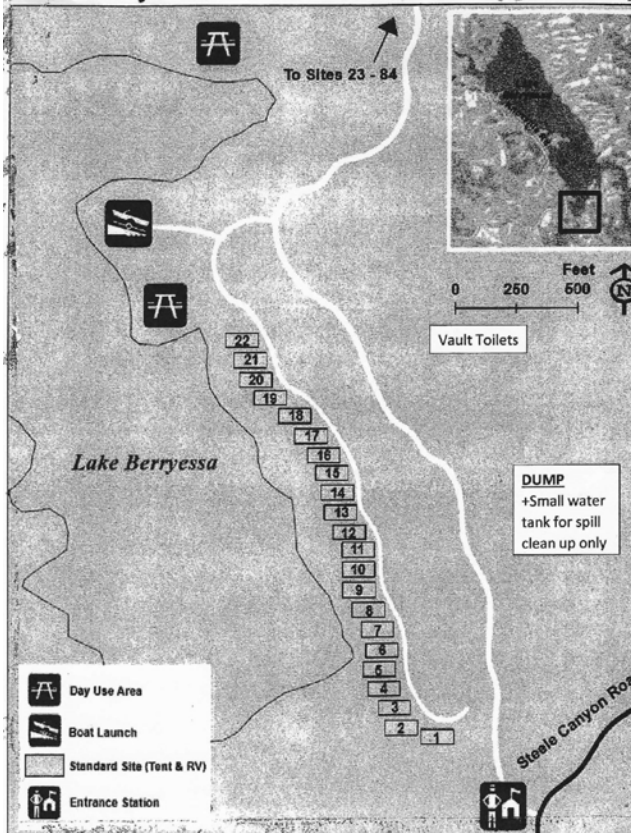 To Sites 23 - 84
Feet
0 250 500
N
Vault Toilets
22
21
20
19
18
17
16
15
14
13
12
11
10
9
8
7
6
5
4
3
2
1
Lake Berryessa
DUMP
+Small water
tank for spill
clean up only
Steele Canyon Road
Day Use Area
Boat Launch
Standard Site (Tent & RV)
Entrance Station